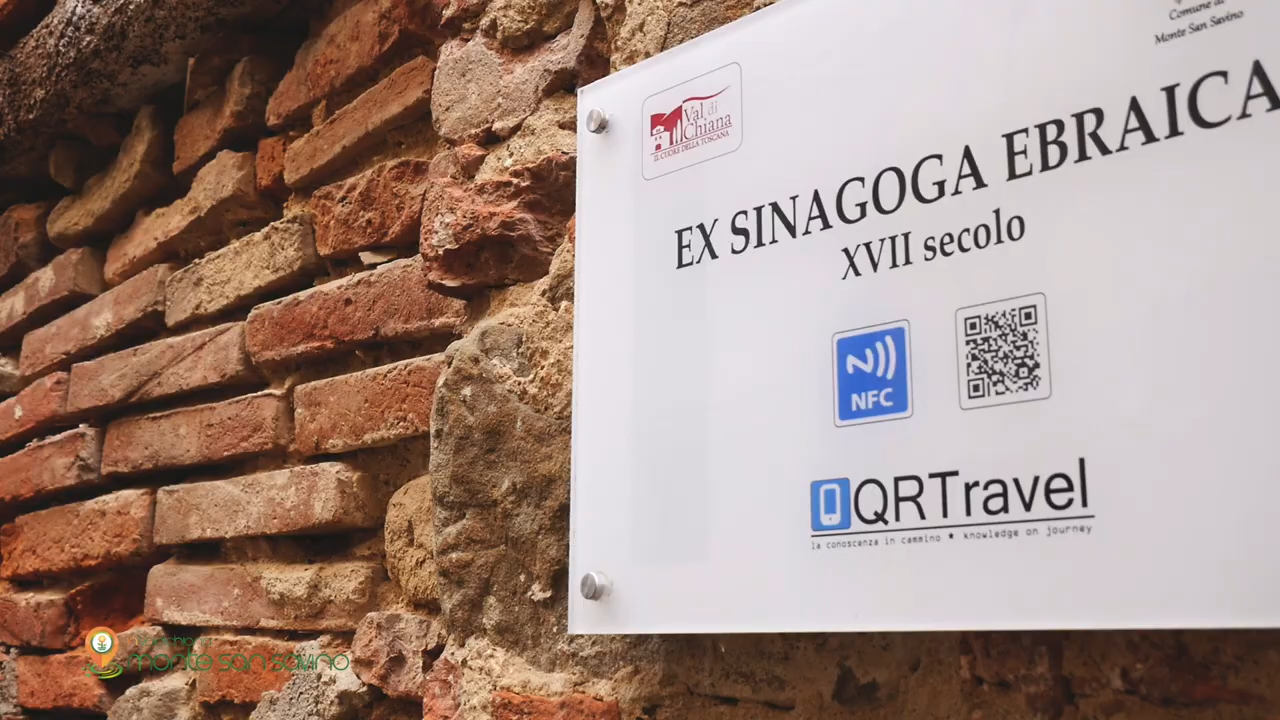 Comune di
Monte San Savino
Val di
Chiana
IL CUORE DELLA TOSCANA
EX SINAGOGA EBRAICA
XVII secolo
NFC
QRTravel
la conoscenza in cammino ★ knowledge on journey
monte san savino